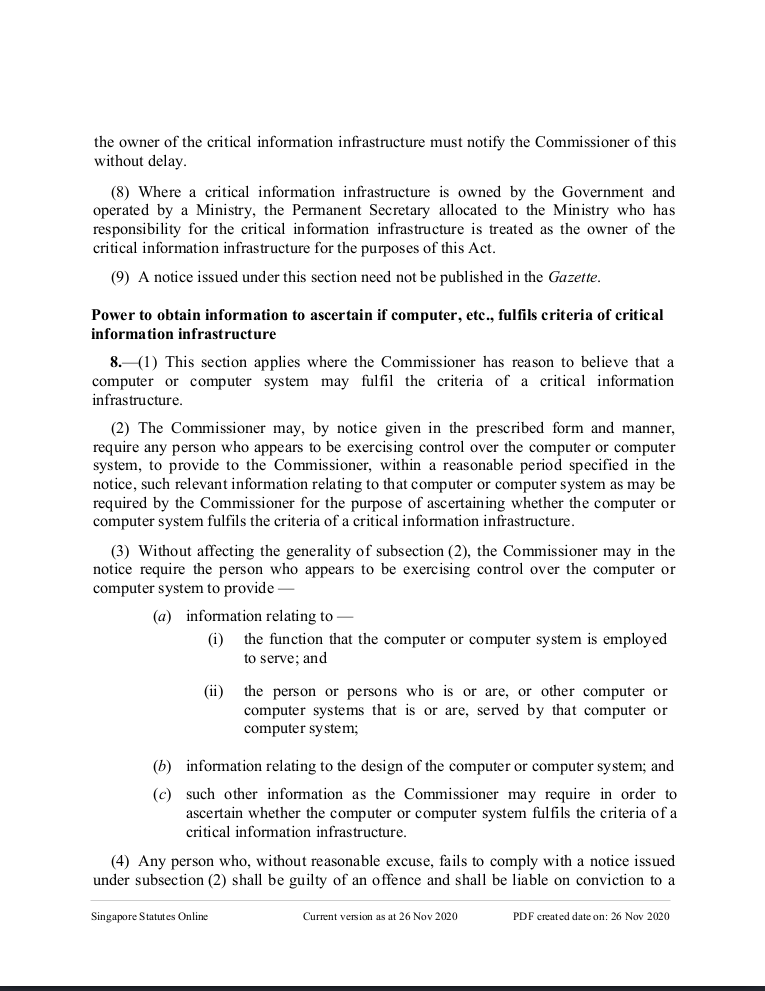 the owner of the critical information infrastructure must notify the Commissioner of this
without delay.
(8) Where a critical information infrastructure is owned by the Government and
operated by a Ministry, the Permanent Secretary allocated to the Ministry who has
responsibility for the critical information infrastructure is treated as the owner of the
critical information infrastructure for the purposes of this Act.
(9) A notice issued under this section need not be published in the Gazette.
Power to obtain information to ascertain if computer, etc., fulfils criteria of critical
information infrastructure
8.—(1) This section applies where the Commissioner has reason to believe that a
computer or computer system may fulfil the criteria of a critical information
infrastructure.
(2) The Commissioner may, by notice given in the prescribed form and manner,
require any person who appears to be exercising control over the computer or computer
system, to provide to the Commissioner, within a reasonable period specified in the
notice, such relevant information relating to that computer or computer system as may be
required by the Commissioner for the purpose of ascertaining whether the computer or
computer system fulfils the criteria of a critical information infrastructure.
(3) Without affecting the generality of subsection (2), the Commissioner may in the
notice require the person who appears to be exercising control over the computer or
computer system to provide —
(a) information relating to —
(i) the function that the computer or computer system is employed
to serve; and
(ii) the person or persons who is or are, or other computer or
computer systems that is or are, served by that computer or
computer system;
(b) information relating to the design of the computer or computer system; and
(c) such other information as the Commissioner may require in order to
ascertain whether the computer or computer system fulfils the criteria of a
critical information infrastructure.
(4) Any person who, without reasonable excuse, fails to comply with a notice issued
under subsection (2) shall be guilty of an offence and shall be liable on conviction to a
Singapore Statutes Online Current version as at 26 Nov 2020 PDF created date on: 26 Nov 2020